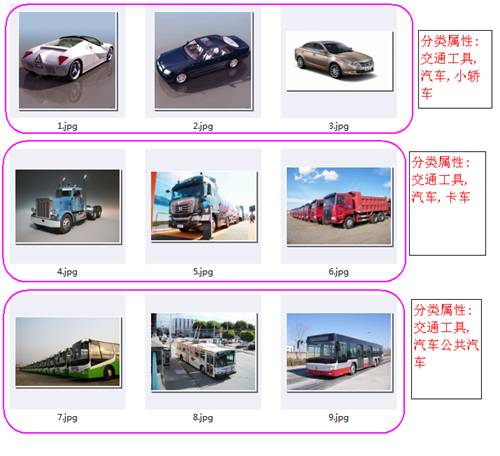 分类属性:
交通工具,
汽车, 小轿
车
1.jpg
2.jpg
3.jpg
分类属性:
交通工具,
汽车, 卡车
4.jpg
5.jpg
6.jpg
分类属性:
交通工具,
汽车公共汽
车
7.jpg
8.jpg
9.jpg